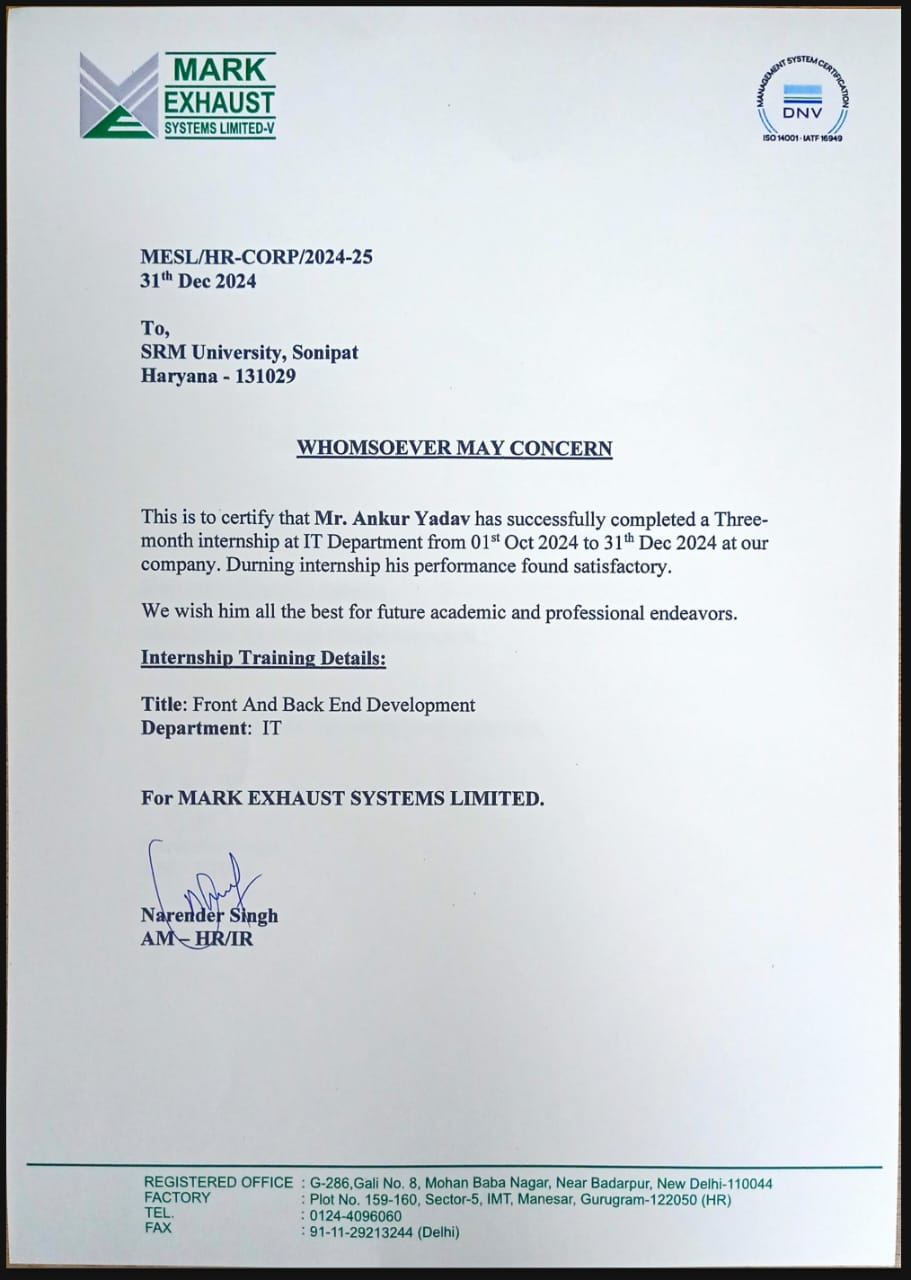 MARK
EXHAUST
SYSTEMS LIMITED-V
MANAGEMENT SYSTEM CERTIFICATION
DNV
ISO 14001 · IATF 16949
MESL/HR-CORP/2024-25
31th Dec 2024
To,
SRM University, Sonipat
Haryana - 131029
WHOMSOEVER MAY CONCERN
This is to certify that Mr. Ankur Yadav has successfully completed a Three-
month internship at IT Department from 01st Oct 2024 to 31th Dec 2024 at our
company. Durning internship his performance found satisfactory.
We wish him all the best for future academic and professional endeavors.
Internship Training Details:
Title: Front And Back End Development
Department: IT
For MARK EXHAUST SYSTEMS LIMITED.
Narender Singh
AM – HR/IR
REGISTERED OFFICE : G-286,Gali No. 8, Mohan Baba Nagar, Near Badarpur, New Delhi-110044
FACTORY : Plot No. 159-160, Sector-5, IMT, Manesar, Gurugram-122050 (HR)
TEL. : 0124-4096060
FAX : 91-11-29213244 (Delhi)